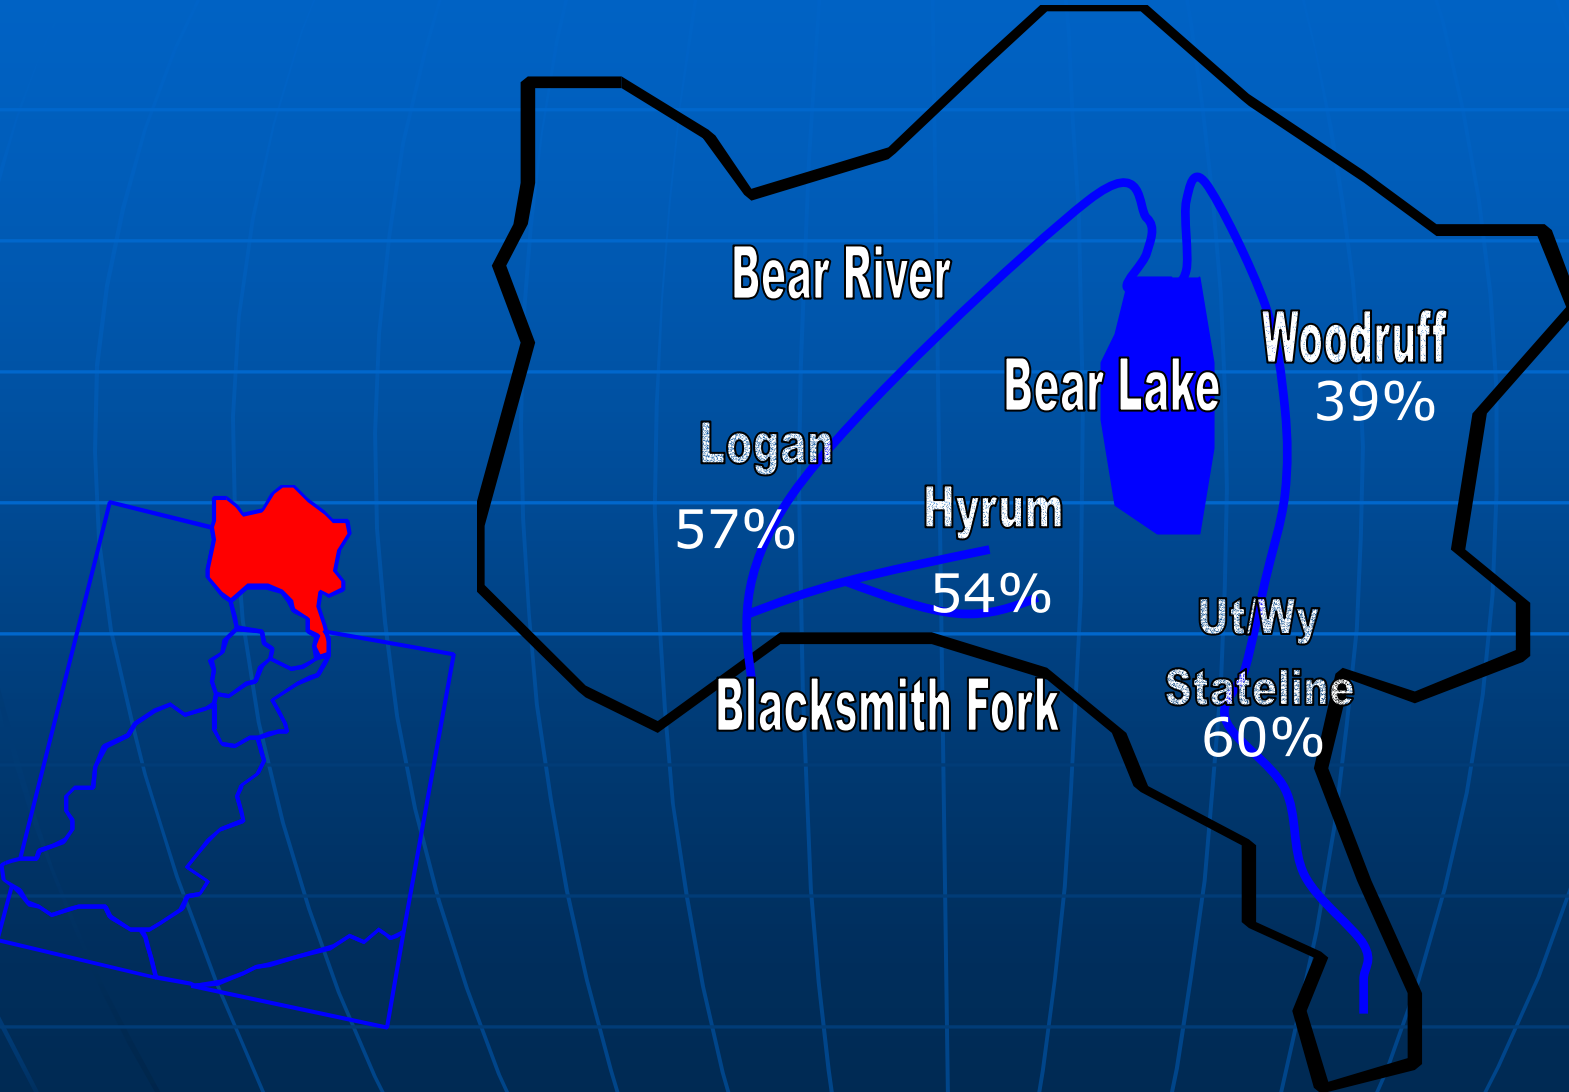 Bear River
Woodruff
39%
Bear Lake
Logan
57%
Hyrum
54%
Ut/Wy
Stateline
60%
Blacksmith Fork